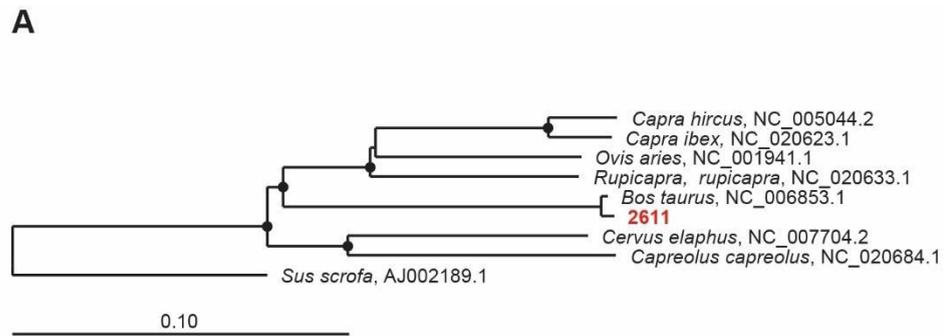 A
Capra hircus, NC_005044.2
Capra ibex, NC_020623.1
Ovis aries, NC_001941.1
Rupicapra, rupicapra, NC_020633.1
Bos taurus, NC_006853.1
2611
Cervus elaphus, NC_007704.2
Capreolus capreolus, NC_020684.1
Sus scrofa, AJ002189.1
0.10